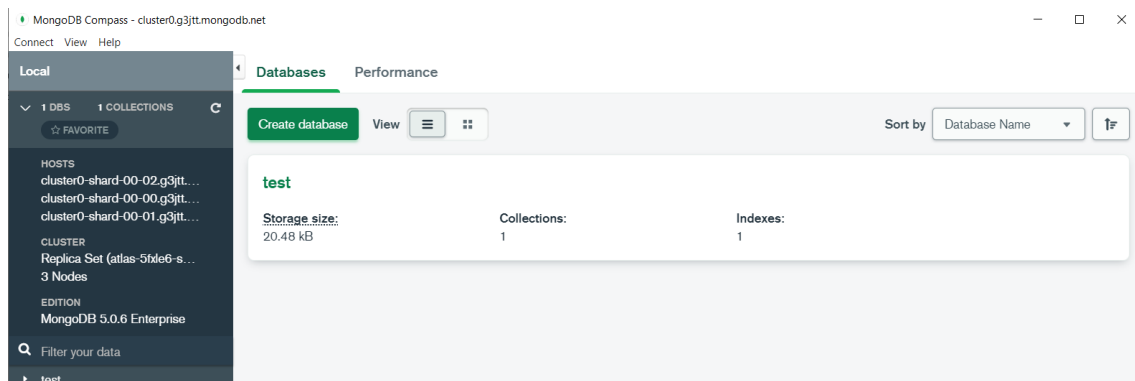 MongoDB Compass - cluster0.g3jtt.mongodb.net
Connect View Help
Local
1 DBS 1 COLLECTIONS
FAVORITE
HOSTS
cluster0-shard-00-02.g3jtt....
cluster0-shard-00-00.g3jtt....
cluster0-shard-00-01.g3jtt....
CLUSTER
Replica Set (atlas-5fxle6-s...
3 Nodes
EDITION
MongoDB 5.0.6 Enterprise
Filter your data
test
Databases Performance
Create database View Sort by Database Name
test
Storage size: Collections: Indexes:
20.48 kB 1 1